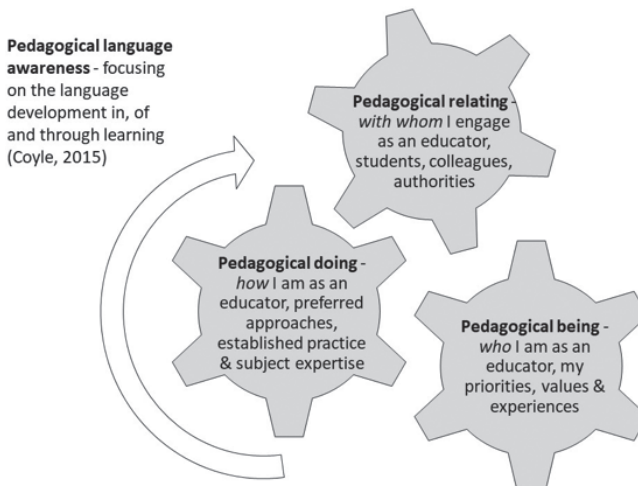 Pedagogical language
awareness - focusing
on the language
development in, of
and through learning
(Coyle, 2015)
Pedagogical relating -
with whom I engage
as an educator,
students, colleagues,
authorities
Pedagogical doing -
how I am as an
educator, preferred
approaches,
established practice
& subject expertise
Pedagogical being -
who I am as an
educator, my
priorities, values &
experiences